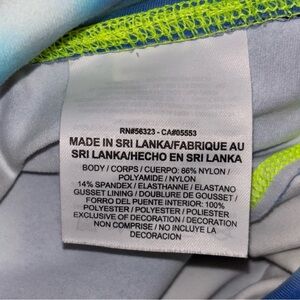 RN#56323 - CA#05553
MADE IN SRI LANKA/FABRIQUE AU
SRI LANKA/HECHO EN SRI LANKA
BODY / CORPS / CUERPO: 86% NYLON /
POLYAMIDE / NYLON
14% SPANDEX / ELASTHANNE / ELASTANO
GUSSET LINING / DOUBLURE DE GOUSSET /
FORRO DEL PUENTE INTERIOR: 100%
POLYESTER / POLYESTER / POLIESTER
EXCLUSIVE OF DECORATION / DECORATION
NON COMPRISE / NO INCLUYE LA
DECORACION